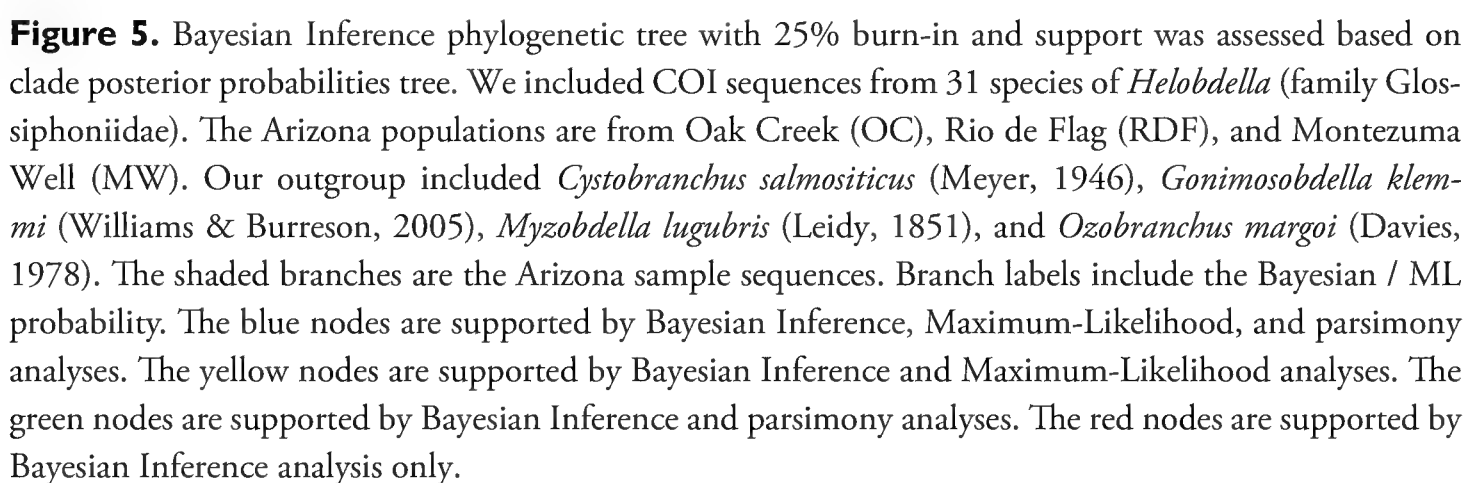 Figure 5. Bayesian Inference phylogenetic tree with 25% burn-in and support was assessed based on
clade posterior probabilities tree. We included COI sequences from 31 species of Helobdella (family Glos-
siphoniidae). The Arizona populations are from Oak Creek (OC), Rio de Flag (RDF), and Montezuma
Well (MW). Our outgroup included Cystobranchus salmositicus (Meyer, 1946), Gonimosobdella klem-
mi (Williams & Burreson, 2005), Myzobdella lugubris (Leidy, 1851), and Ozobranchus margoi (Davies,
1978). The shaded branches are the Arizona sample sequences. Branch labels include the Bayesian / ML
probability. The blue nodes are supported by Bayesian Inference, Maximum-Likelihood, and parsimony
analyses. The yellow nodes are supported by Bayesian Inference and Maximum-Likelihood analyses. The
green nodes are supported by Bayesian Inference and parsimony analyses. The red nodes are supported by
Bayesian Inference analysis only.